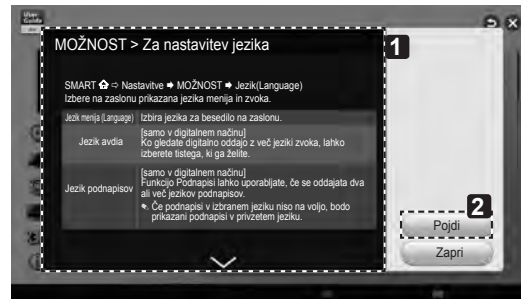 User
Guide
MOŽNOST > Za nastavitev jezika
1
SMART ⇨ Nastavitve ➡ MOŽNOST ➡ Jezik(Language)
Izbere na zaslonu prikazana jezika menija in zvoka.
Jezik menija (Language) Izbira jezika za besedilo na zaslonu.
[samo v digitalnem načinu]
Jezik avdia Ko gledate digitalno oddajo z več jeziki zvoka, lahko
izberete tistega, ki ga želite.
[samo v digitalnem načinu]
Jezik podnapisov Funkcijo Podnapisi lahko uporabljate, če se oddajata dva
ali več jezikov podnapisov.
Če podnapisi v izbranem jeziku niso na voljo, bodo
prikazani podnapisi v privzetem jeziku.
2
Pojdi
Zapri